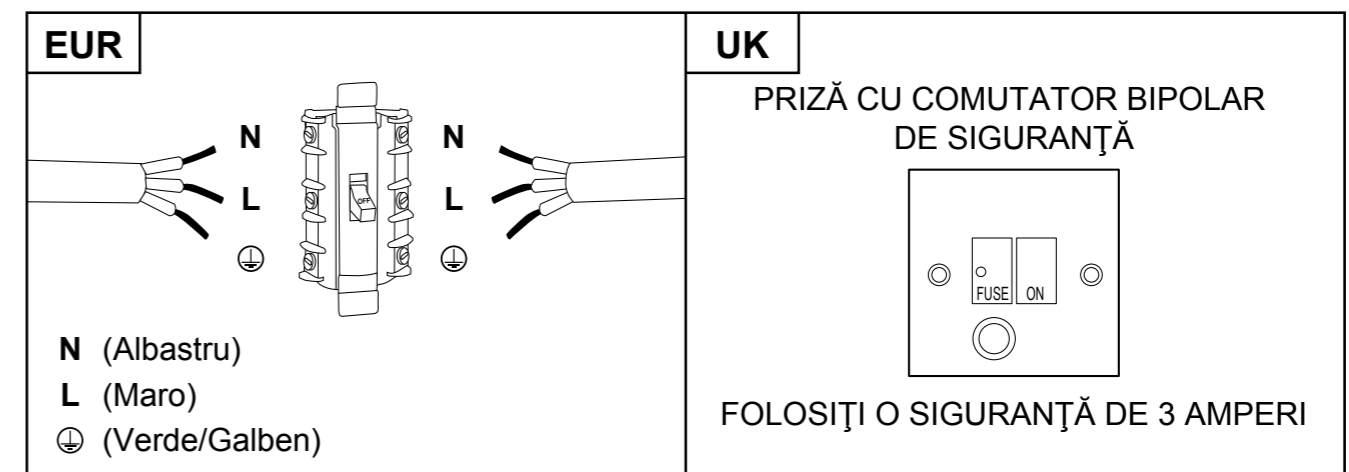 EUR
N
N
L
OFF
L
N (Albastru)
L (Maro)
(Verde/Galben)
UK
PRIZĂ CU COMUTATOR BIPOLAR
DE SIGURANŢĂ
FUSE ON
FOLOSIŢI O SIGURANŢĂ DE 3 AMPERI